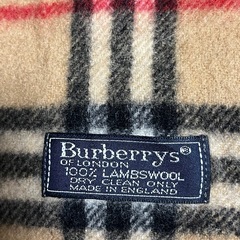 Burberrys
OF LONDON
100% LAMBSWOOL
DRY CLEAN ONLY
MADE IN ENGLAND